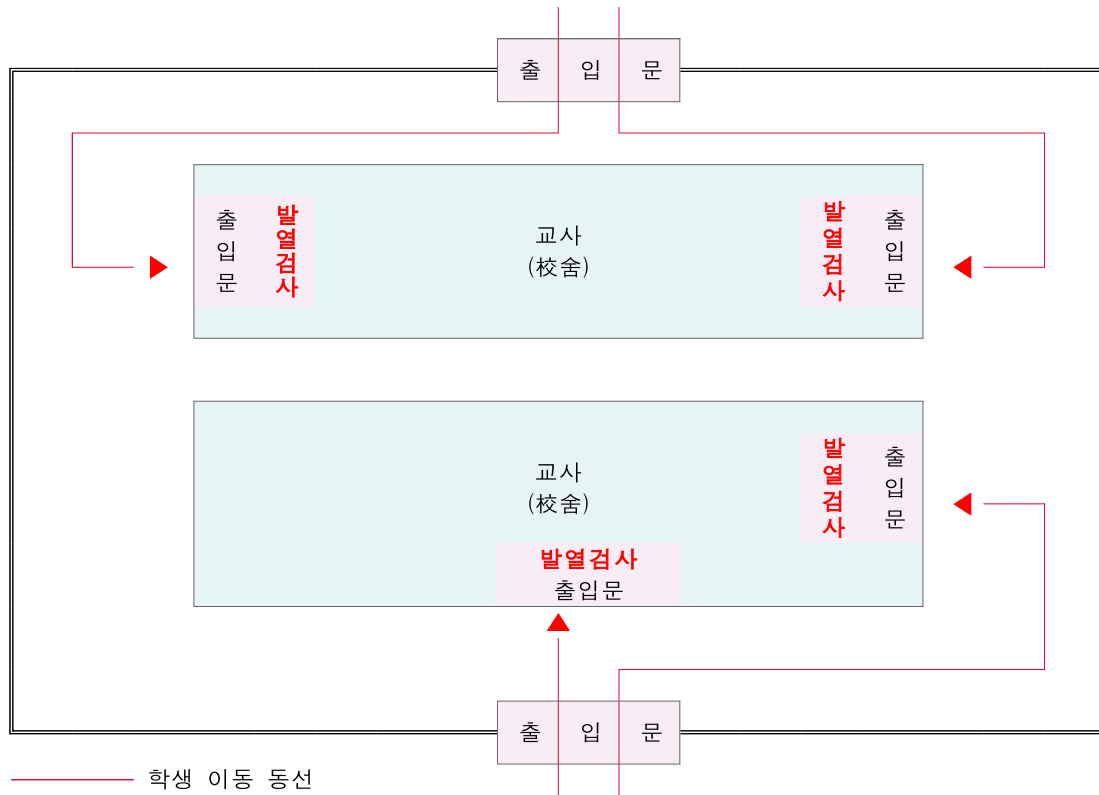 출 입 문
출입문
발열검사
교사
(校舍)
발열검사
출입문
교사
(校舍)
발열검사
출입문
발열검사
출입문
출 입 문
학생 이동 동선